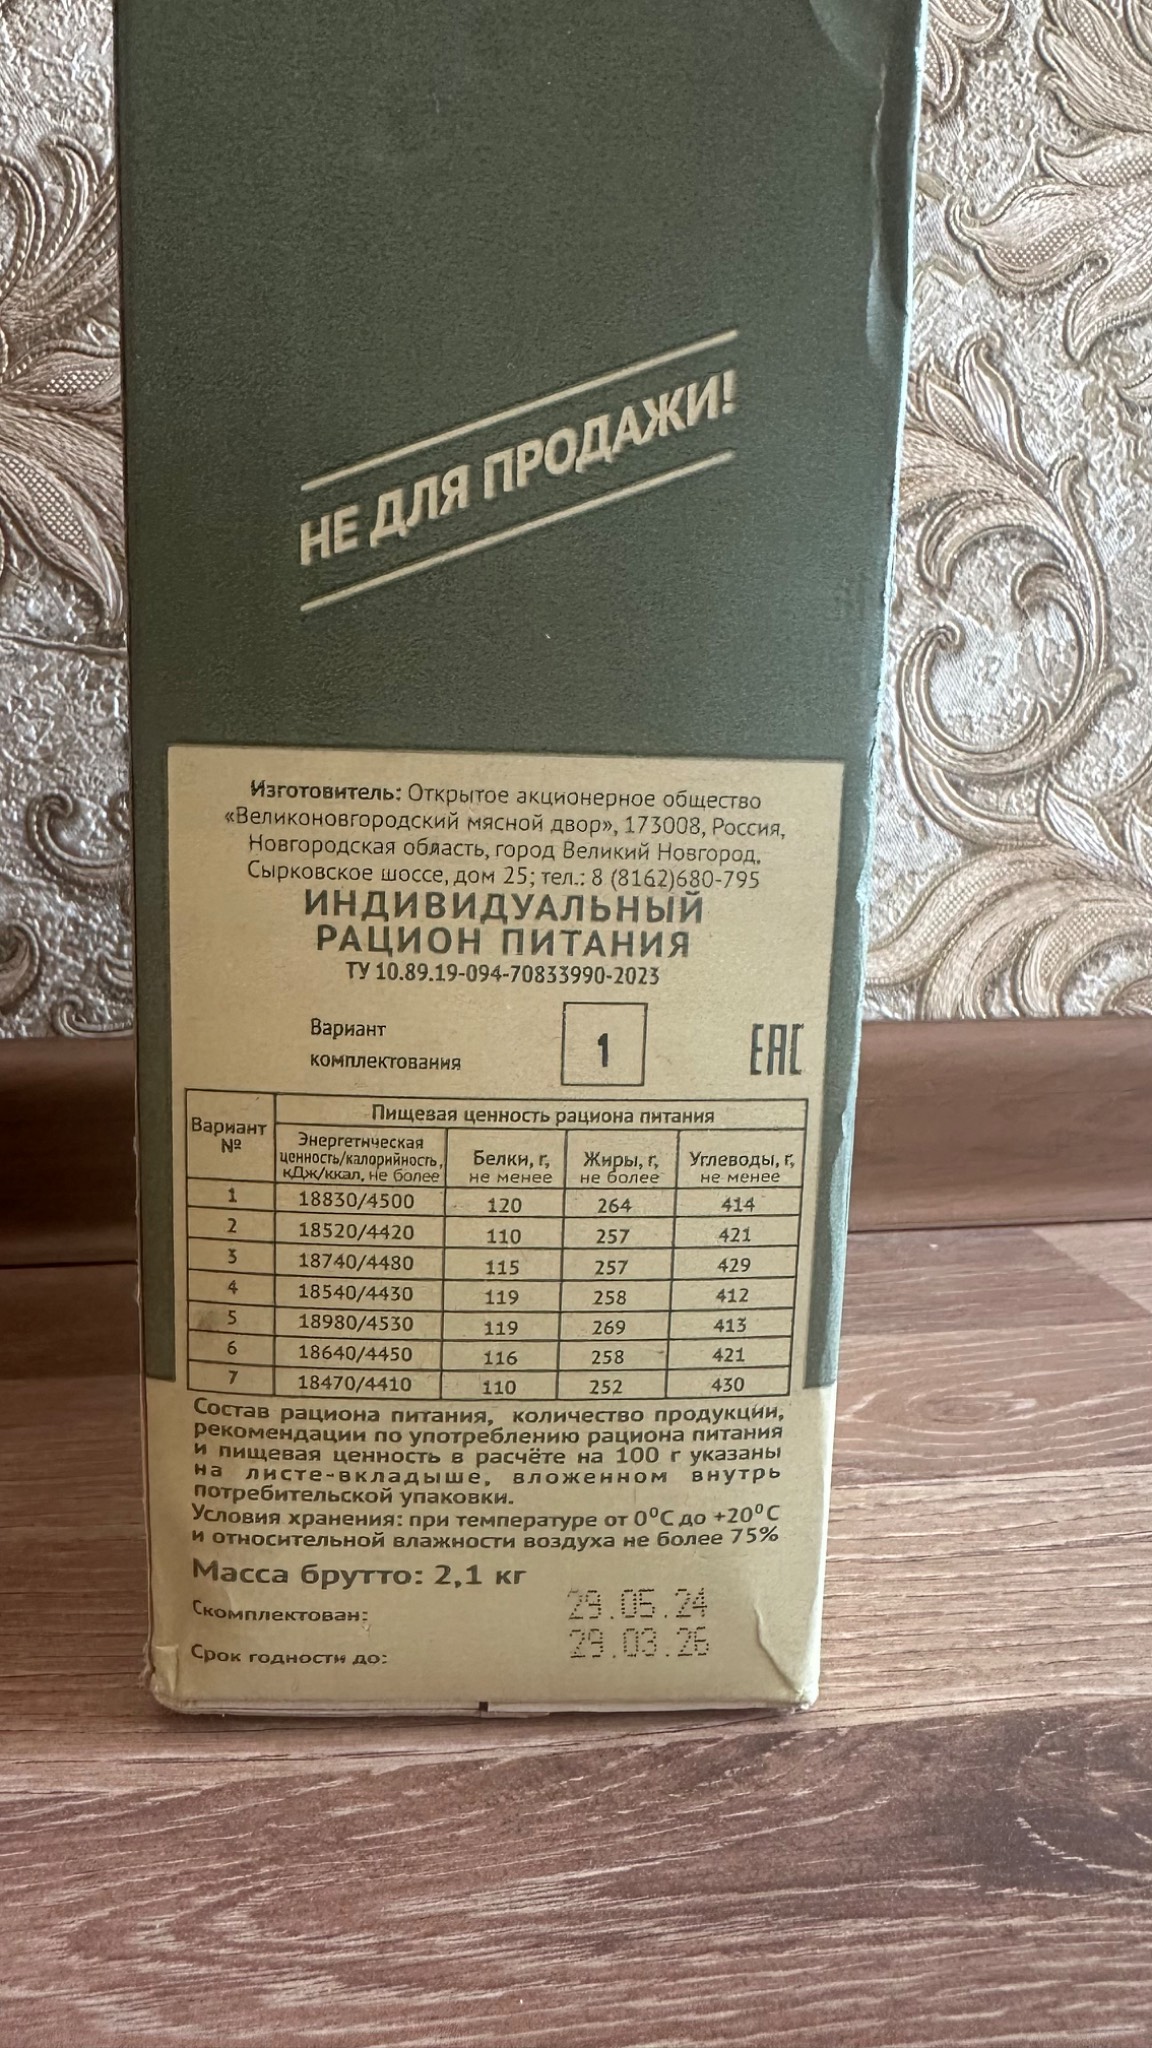 НЕ ДЛЯ ПРОДАЖИ!
Изготовитель: Открытое акционерное общество
«Великоновгородский мясной двор», 173008, Россия,
Новгородская область, город Великий Новгород,
Сырковское шоссе, дом 25; тел.: 8 (8162)680-795
ИНДИВИДУАЛЬНЫЙ
РАЦИОН ПИТАНИЯ
ТУ 10.89.19-094-70833990-2023
Вариант
комплектования
1
EAC
Вариант №
Пищевая ценность рациона питания
Энергетическая ценность/калорийность, кДж/ккал, не более
Белки, г, не менее
Жиры, г, не более
Углеводы, г, не менее
1 18830/4500 120 264 414
2 18520/4420 110 257 421
3 18740/4480 115 257 429
4 18540/4430 119 258 412
5 18980/4530 119 269 413
6 18640/4450 116 258 421
7 18470/4410 110 252 430
Состав рациона питания, количество продукции,
рекомендации по употреблению рациона питания
и пищевая ценность в расчёте на 100 г указаны
на листе-вкладыше, вложенном внутрь
потребительской упаковки.
Условия хранения: при температуре от 0⁰С до +20⁰С
и относительной влажности воздуха не более 75%
Масса брутто: 2,1 кг
Скомплектован: 29.05.24
Срок годности до: 29.03.26